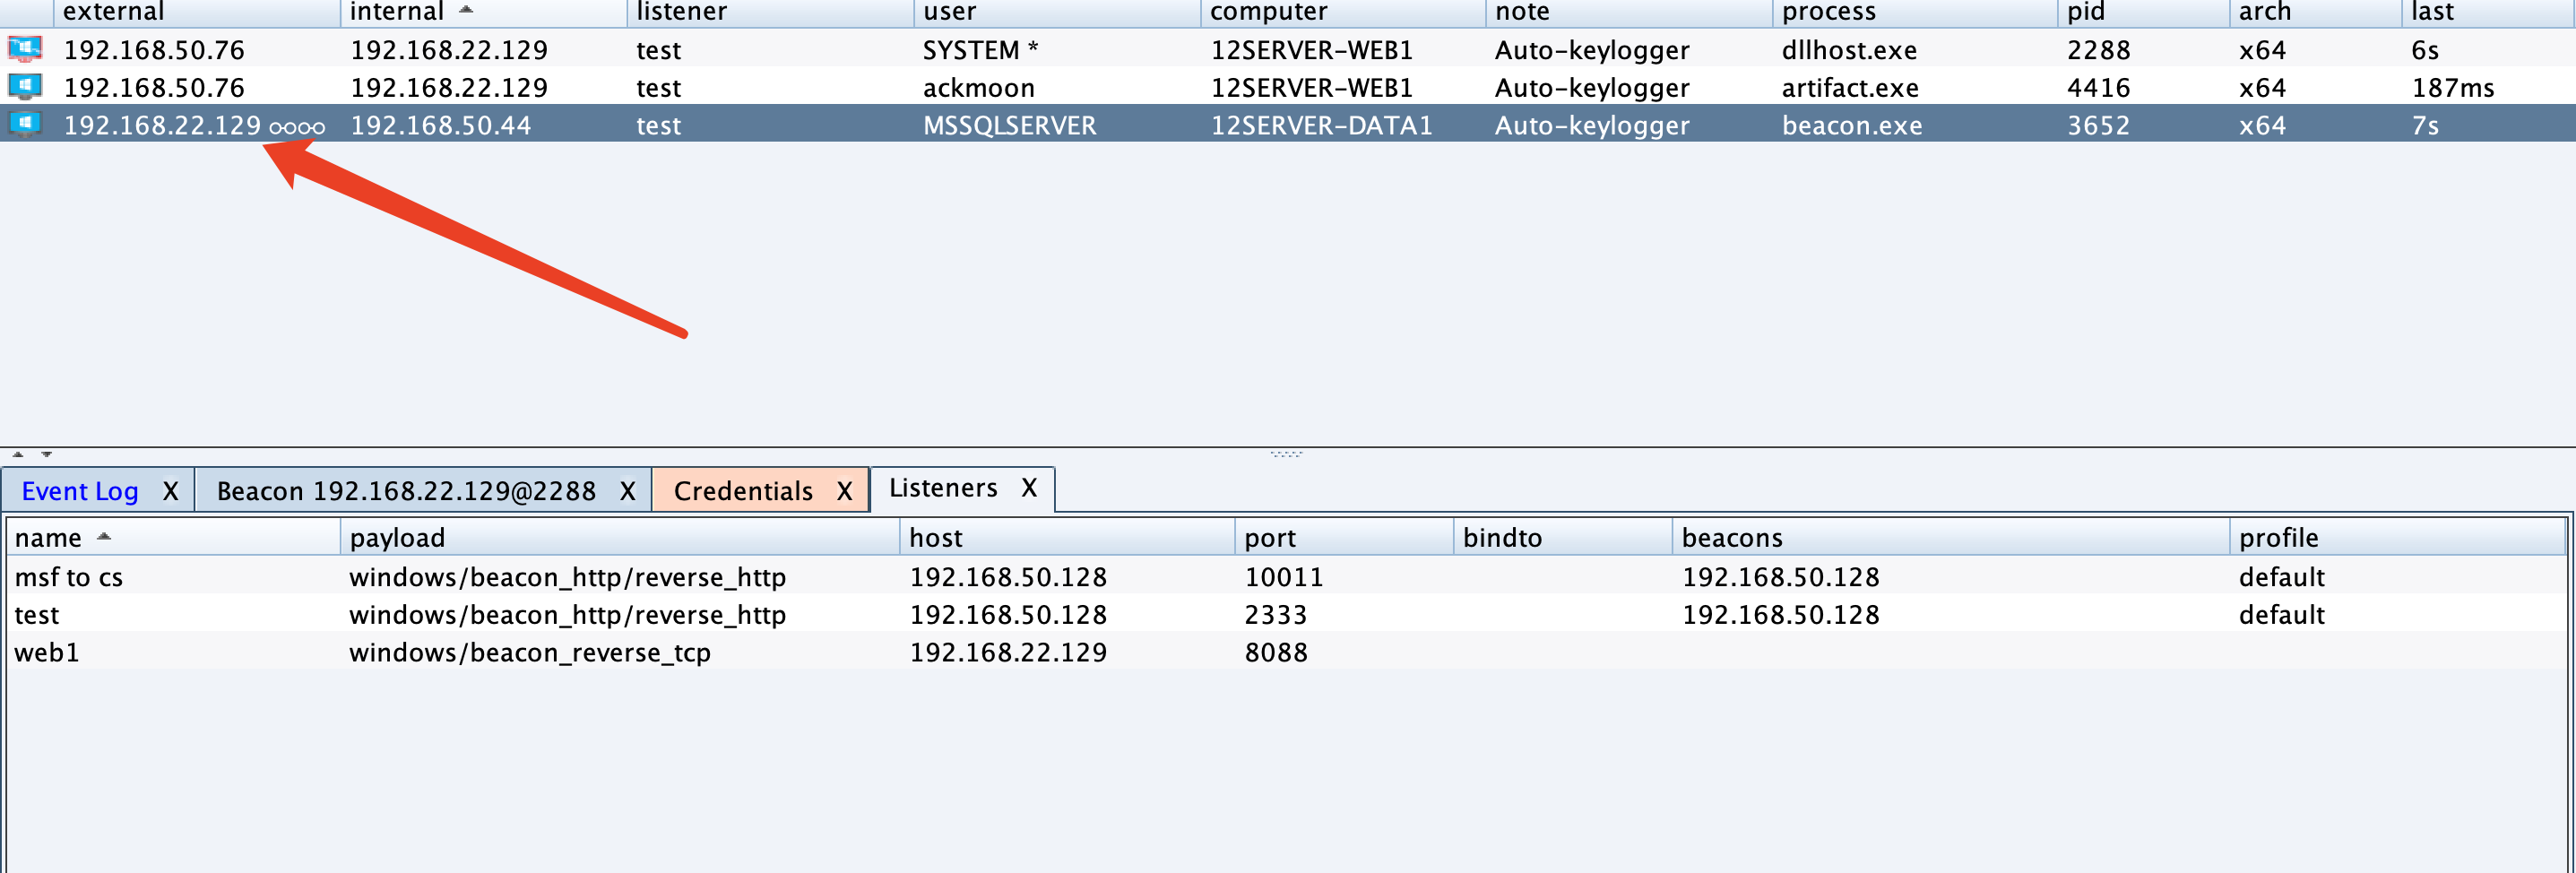 external internal listener user computer note process pid arch last
192.168.50.76 192.168.22.129 test SYSTEM * 12SERVER-WEB1 Auto-keylogger dllhost.exe 2288 x64 6s
192.168.50.76 192.168.22.129 test ackmoon 12SERVER-WEB1 Auto-keylogger artifact.exe 4416 x64 187ms
192.168.22.129 ∞∞ 192.168.50.44 test MSSQLSERVER 12SERVER-DATA1 Auto-keylogger beacon.exe 3652 x64 7s
Event Log X Beacon 192.168.22.129@2288 X Credentials X Listeners X
name payload host port bindto beacons profile
msf to cs windows/beacon_http/reverse_http 192.168.50.128 10011 192.168.50.128 default
test windows/beacon_http/reverse_http 192.168.50.128 2333 192.168.50.128 default
web1 windows/beacon_reverse_tcp 192.168.22.129 8088